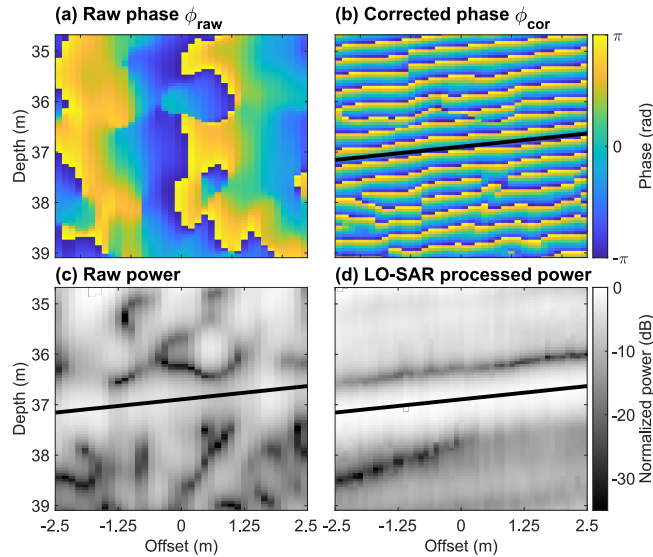 (a) Raw phase ϕ_raw
(b) Corrected phase ϕ_cor
35
36
37
38
39
Depth (m)
π
0
-π
Phase (rad)
(c) Raw power
(d) LO-SAR processed power
35
36
37
38
39
Depth (m)
-2.5 -1.25 0 1.25 2.5
Offset (m)
-2.5 -1.25 0 1.25 2.5
Offset (m)
0
-10
-20
-30
Normalized power (dB)